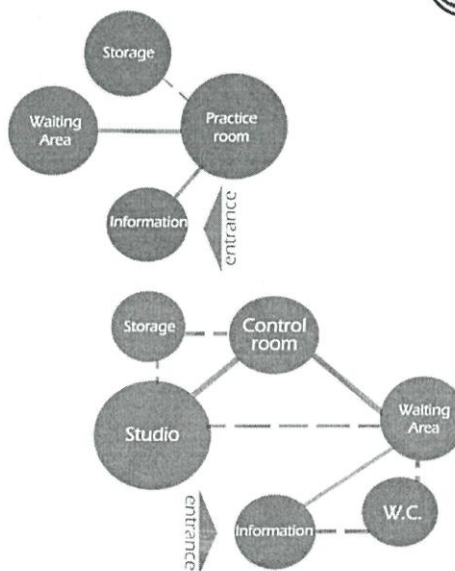 Storage
Waiting
Area
Practice
room
Information
entrance
Storage
Control
room
Waiting
Area
Studio
W.C.
Information
entrance